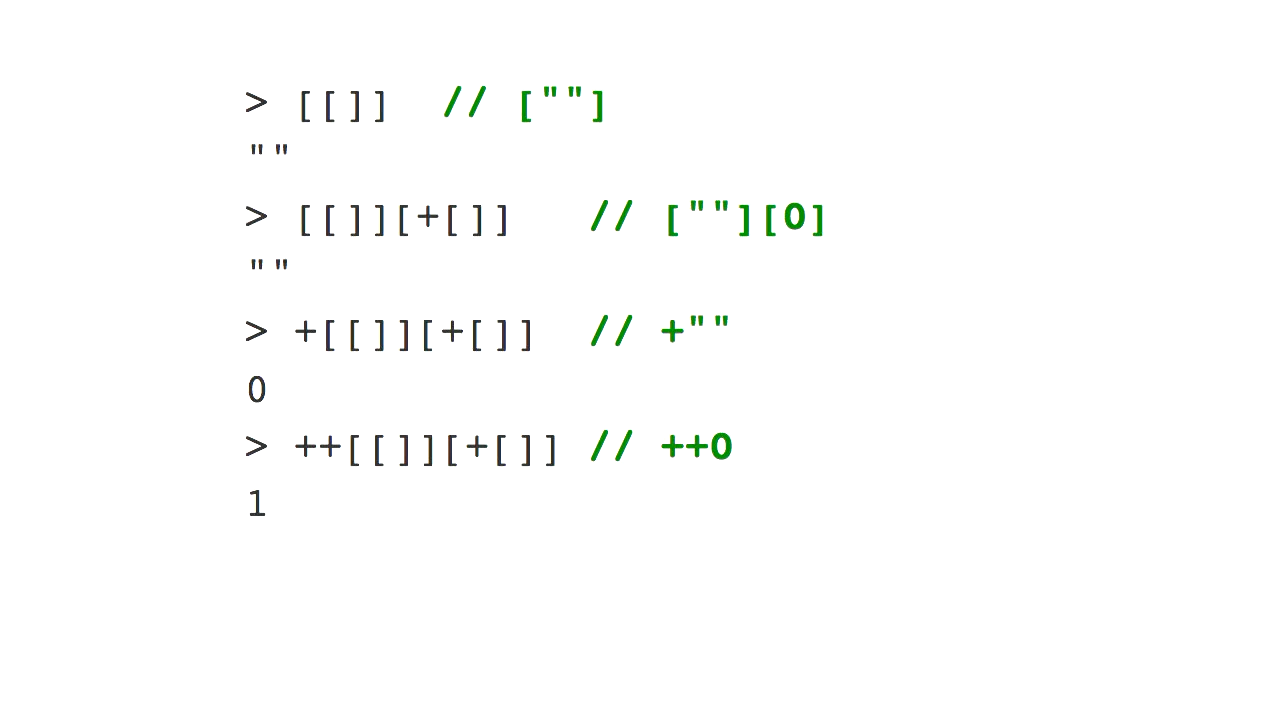 > [[]]  // [""]
""
> [[]][+[]]   // [""][0]
""
> +[[]][+[]]  // +""
0
> ++[[]][+[]] // ++0
1